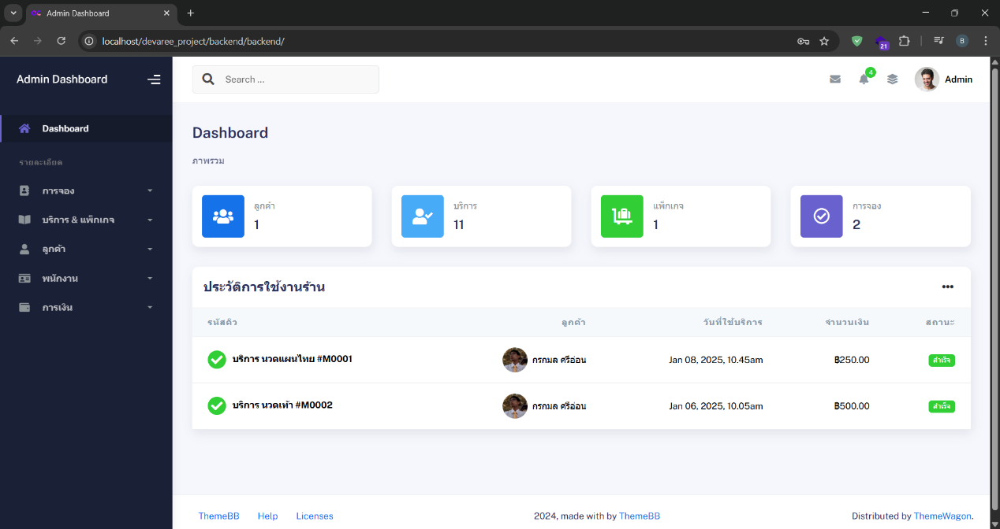 Admin Dashboard
localhost/devaree_project/backend/backend/
21
B
Admin Dashboard
Search ...
4
Admin
Dashboard
รายละเอียด
การจอง
บริการ & แพ็กเกจ
ลูกค้า
พนักงาน
การเงิน
Dashboard
ภาพรวม
ลูกค้า
1
บริการ
11
แพ็กเกจ
1
การจอง
2
ประวัติการใช้งานร้าน
รหัสคิว ลูกค้า วันที่ใช้บริการ จำนวนเงิน สถานะ
บริการ นวดแผนไทย #M0001 กรกมล ศรีอ่อน Jan 08, 2025, 10.45am ฿250.00 สำเร็จ
บริการ นวดเท้า #M0002 กรกมล ศรีอ่อน Jan 06, 2025, 10.05am ฿500.00 สำเร็จ
ThemeBB Help Licenses 2024, made with by ThemeBB Distributed by ThemeWagon.